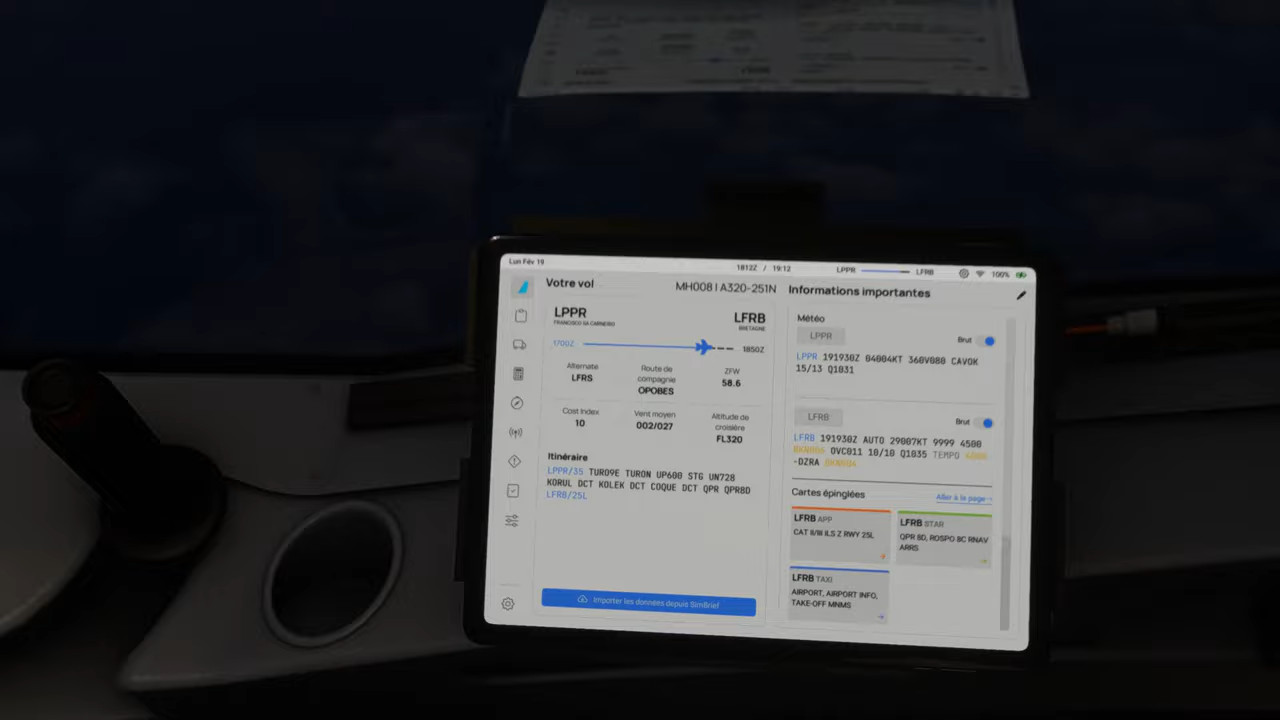 Lun Fév 19
1812Z / 19:12
LPPR
LFRB
100%
Votre vol
MH008 | A320-251N
LPPR
LFRB
FRANCISCO SA CARNEIRO
BRETAGNE
1700Z
1850Z
Alternate
LFRS
Route de
compagnie
OPOBES
ZFW
58.6
Cost Index
10
Vent moyen
002/027
Altitude de
croisière
FL320
Itinéraire
LPPR/35 TURO9E TURON UP600 STG UN728
KORUL DCT KOLEK DCT COQUE DCT QPR QPR8D
LFRB/25L
Importer les données depuis SimBrief
Informations importantes
Météo
LPPR
Brut
LPPR 191930Z 04004KT 360V080 CAVOK
15/13 Q1031
LFRB
Brut
LFRB 191930Z AUTO 29007KT 9999 4500
OVC011 10/10 Q1035 TEMPO
-DZRA
Cartes épinglées
Aller à la page
LFRB APP
CAT II/III ILS Z RWY 25L
LFRB STAR
QPR 8D, ROSPO 8C RNAV
ARRS
LFRB TAXI
AIRPORT, AIRPORT INFO,
TAKE-OFF MNMS